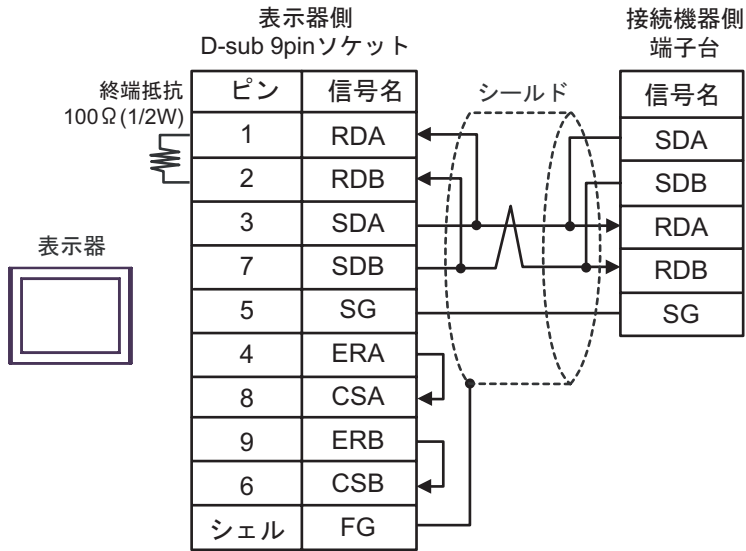 表示器側
D-sub 9pinソケット
接続機器側
端子台
終端抵抗
100Ω(1/2W)
ピン 信号名
シールド
信号名
1 RDA
SDA
2 RDB
SDB
3 SDA
RDA
表示器
7 SDB
RDB
5 SG
SG
4 ERA
8 CSA
9 ERB
6 CSB
シェル FG